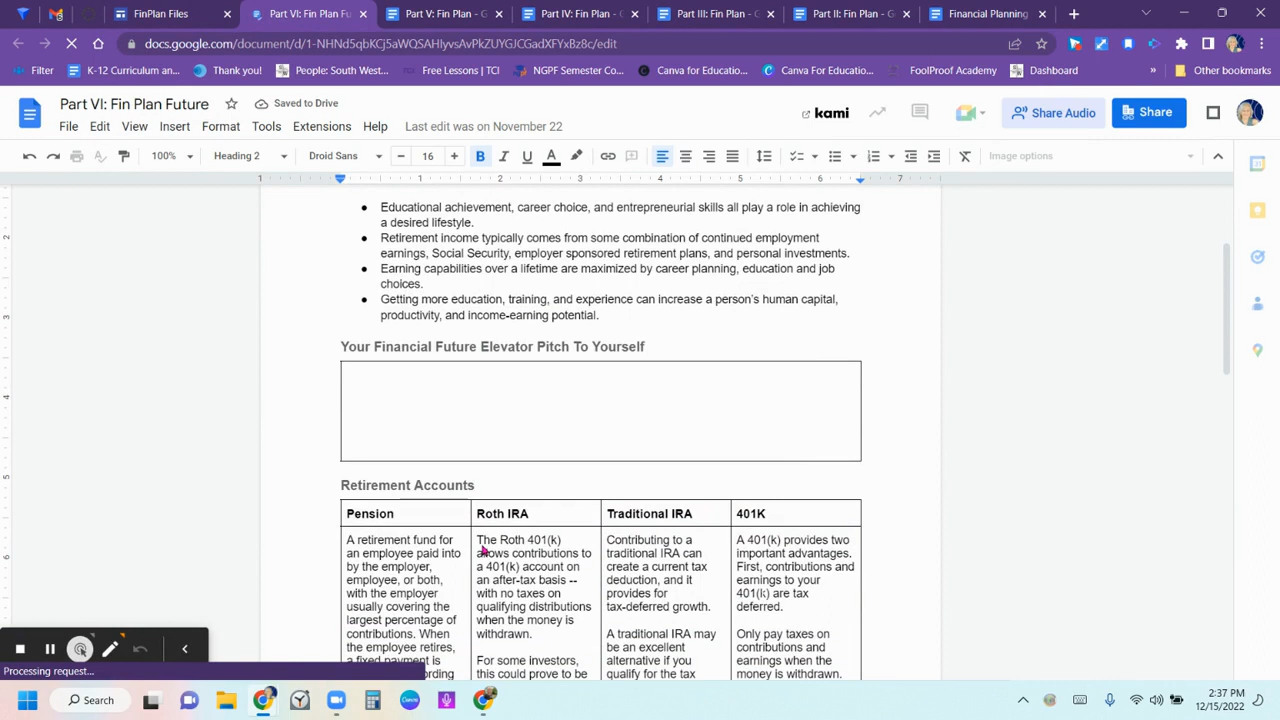 FinPlan Files
Part VI: Fin Plan Fu
Part V: Fin Plan - G
Part IV: Fin Plan - G
Part III: Fin Plan - G
Part II: Fin Plan - G
Financial Planning
docs.google.com/document/d/1-NHNd5qbKCj5aWQSAHIyvsAvPkZUYGJCGadXFYxBz8c/edit
Filter
K-12 Curriculum an...
Thank you!
People: South West...
Free Lessons | TCI
NGPF Semester Co...
Canva for Educatio...
Canva For Educatio...
FoolProof Academy
Dashboard
»
Other bookmarks
Part VI: Fin Plan Future
Saved to Drive
kami
Share Audio
Share
File Edit View Insert Format Tools Extensions Help Last edit was on November 22
100% Heading 2 Droid Sans 16 B I U A Image options
1 1 2 3 4 5 6 7
Educational achievement, career choice, and entrepreneurial skills all play a role in achieving
a desired lifestyle.
Retirement income typically comes from some combination of continued employment
earnings, Social Security, employer sponsored retirement plans, and personal investments.
Earning capabilities over a lifetime are maximized by career planning, education and job
choices.
Getting more education, training, and experience can increase a person's human capital,
productivity, and income-earning potential.
Your Financial Future Elevator Pitch To Yourself
Retirement Accounts
Pension
A retirement fund for
an employee paid into
by the employer,
employee, or both,
with the employer
usually covering the
largest percentage of
contributions. When
the employee retires,
a fixed payment is
Roth IRA
The Roth 401(k)
allows contributions to
a 401(k) account on
an after-tax basis --
with no taxes on
qualifying distributions
when the money is
withdrawn.
For some investors,
this could prove to be
Traditional IRA
Contributing to a
traditional IRA can
create a current tax
deduction, and it
provides for
tax-deferred growth.
A traditional IRA may
be an excellent
alternative if you
qualify for the tax
401K
A 401(k) provides two
important advantages.
First, contributions and
earnings to your
401(k) are tax
deferred.
Only pay taxes on
contributions and
earnings when the
money is withdrawn.
2
3
4
5
6
Processing request...
Search
2:37 PM
12/15/2022